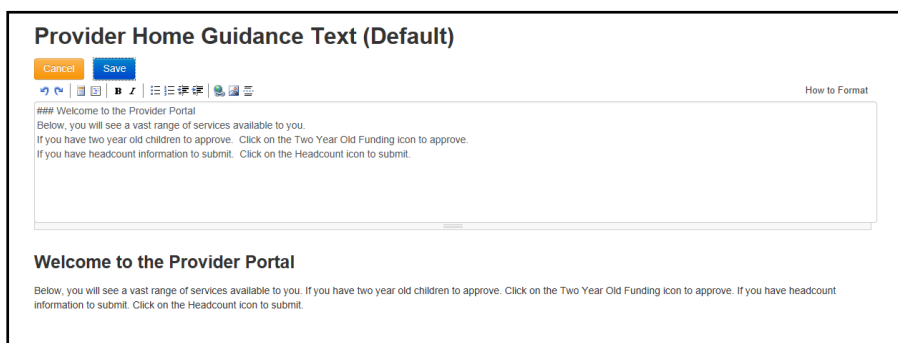 Provider Home Guidance Text (Default)
Cancel Save
B I How to Format
### Welcome to the Provider Portal
Below, you will see a vast range of services available to you.
If you have two year old children to approve.  Click on the Two Year Old Funding icon to approve.
If you have headcount information to submit.  Click on the Headcount icon to submit.
Welcome to the Provider Portal
Below, you will see a vast range of services available to you. If you have two year old children to approve. Click on the Two Year Old Funding icon to approve. If you have headcount
information to submit. Click on the Headcount icon to submit.